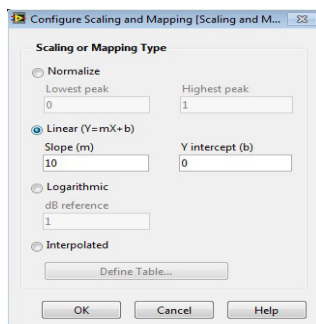 Configure Scaling and Mapping [Scaling and M...
Scaling or Mapping Type
Normalize
Lowest peak Highest peak
0 1
Linear (Y=mX+b)
Slope (m) Y intercept (b)
10 0
Logarithmic
dB reference
1
Interpolated
Define Table...
OK Cancel Help